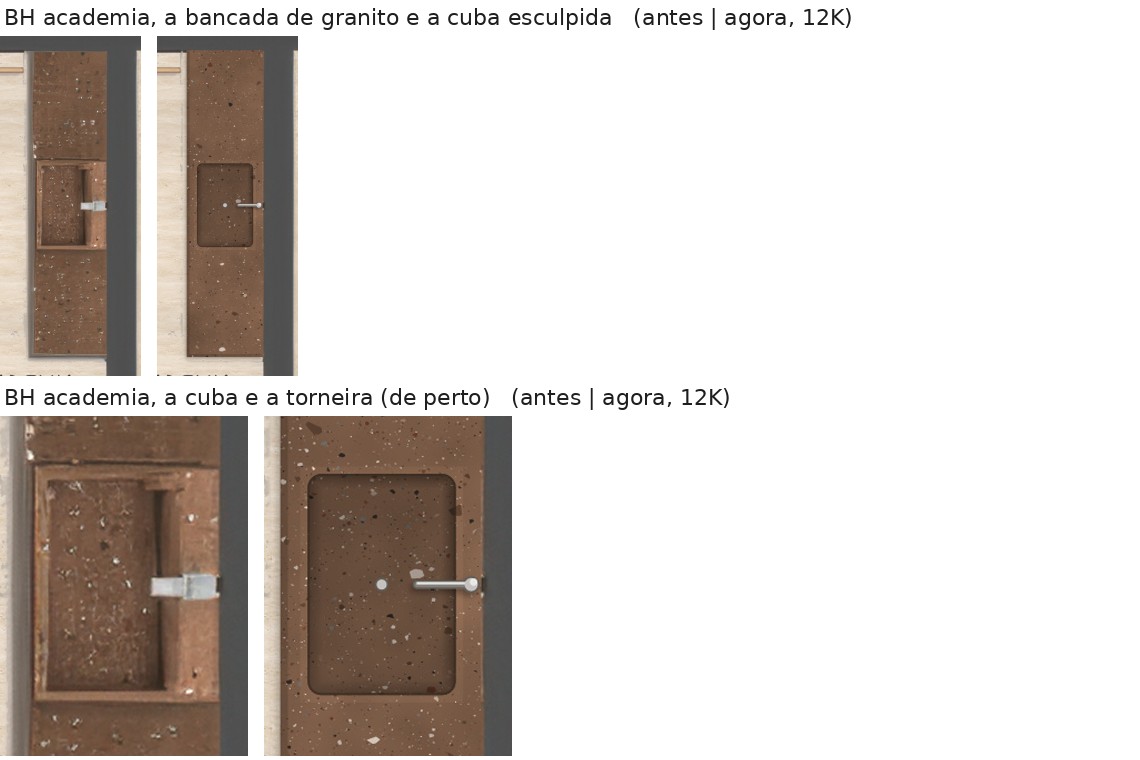 BH academia, a bancada de granito e a cuba esculpida (antes | agora, 12K)
BH academia, a cuba e a torneira (de perto) (antes | agora, 12K)